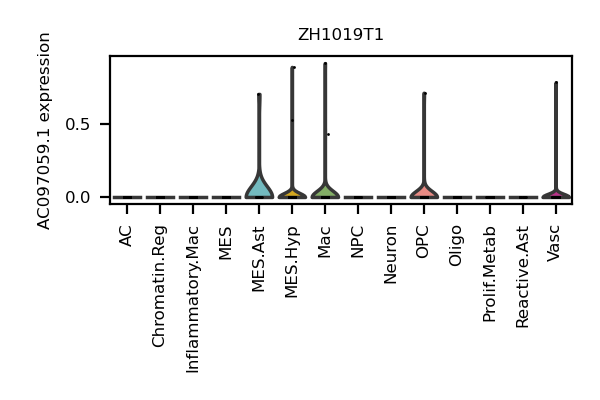 ZH1019T1
AC097059.1 expression
0.5
0.0
AC
Chromatin.Reg
Inflammatory.Mac
MES
MES.Ast
MES.Hyp
Mac
NPC
Neuron
OPC
Oligo
Prolif.Metab
Reactive.Ast
Vasc